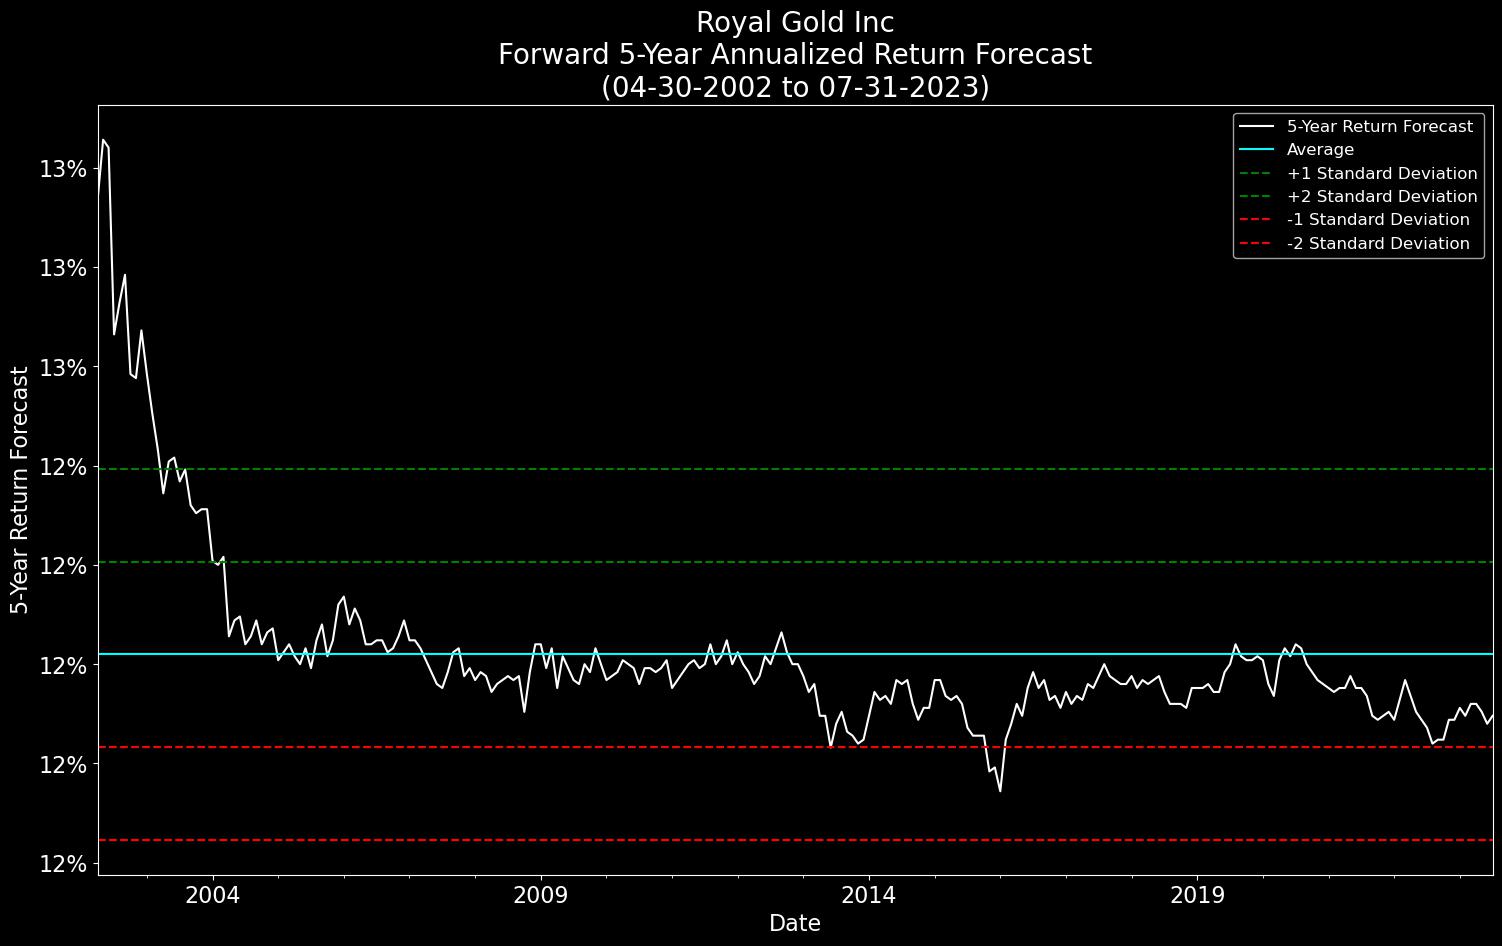 Royal Gold Inc
Forward 5-Year Annualized Return Forecast
(04-30-2002 to 07-31-2023)
5-Year Return Forecast
Average
+1 Standard Deviation
+2 Standard Deviation
-1 Standard Deviation
-2 Standard Deviation
5-Year Return Forecast
13%
13%
13%
12%
12%
12%
12%
12%
2004
2009
2014
2019
Date